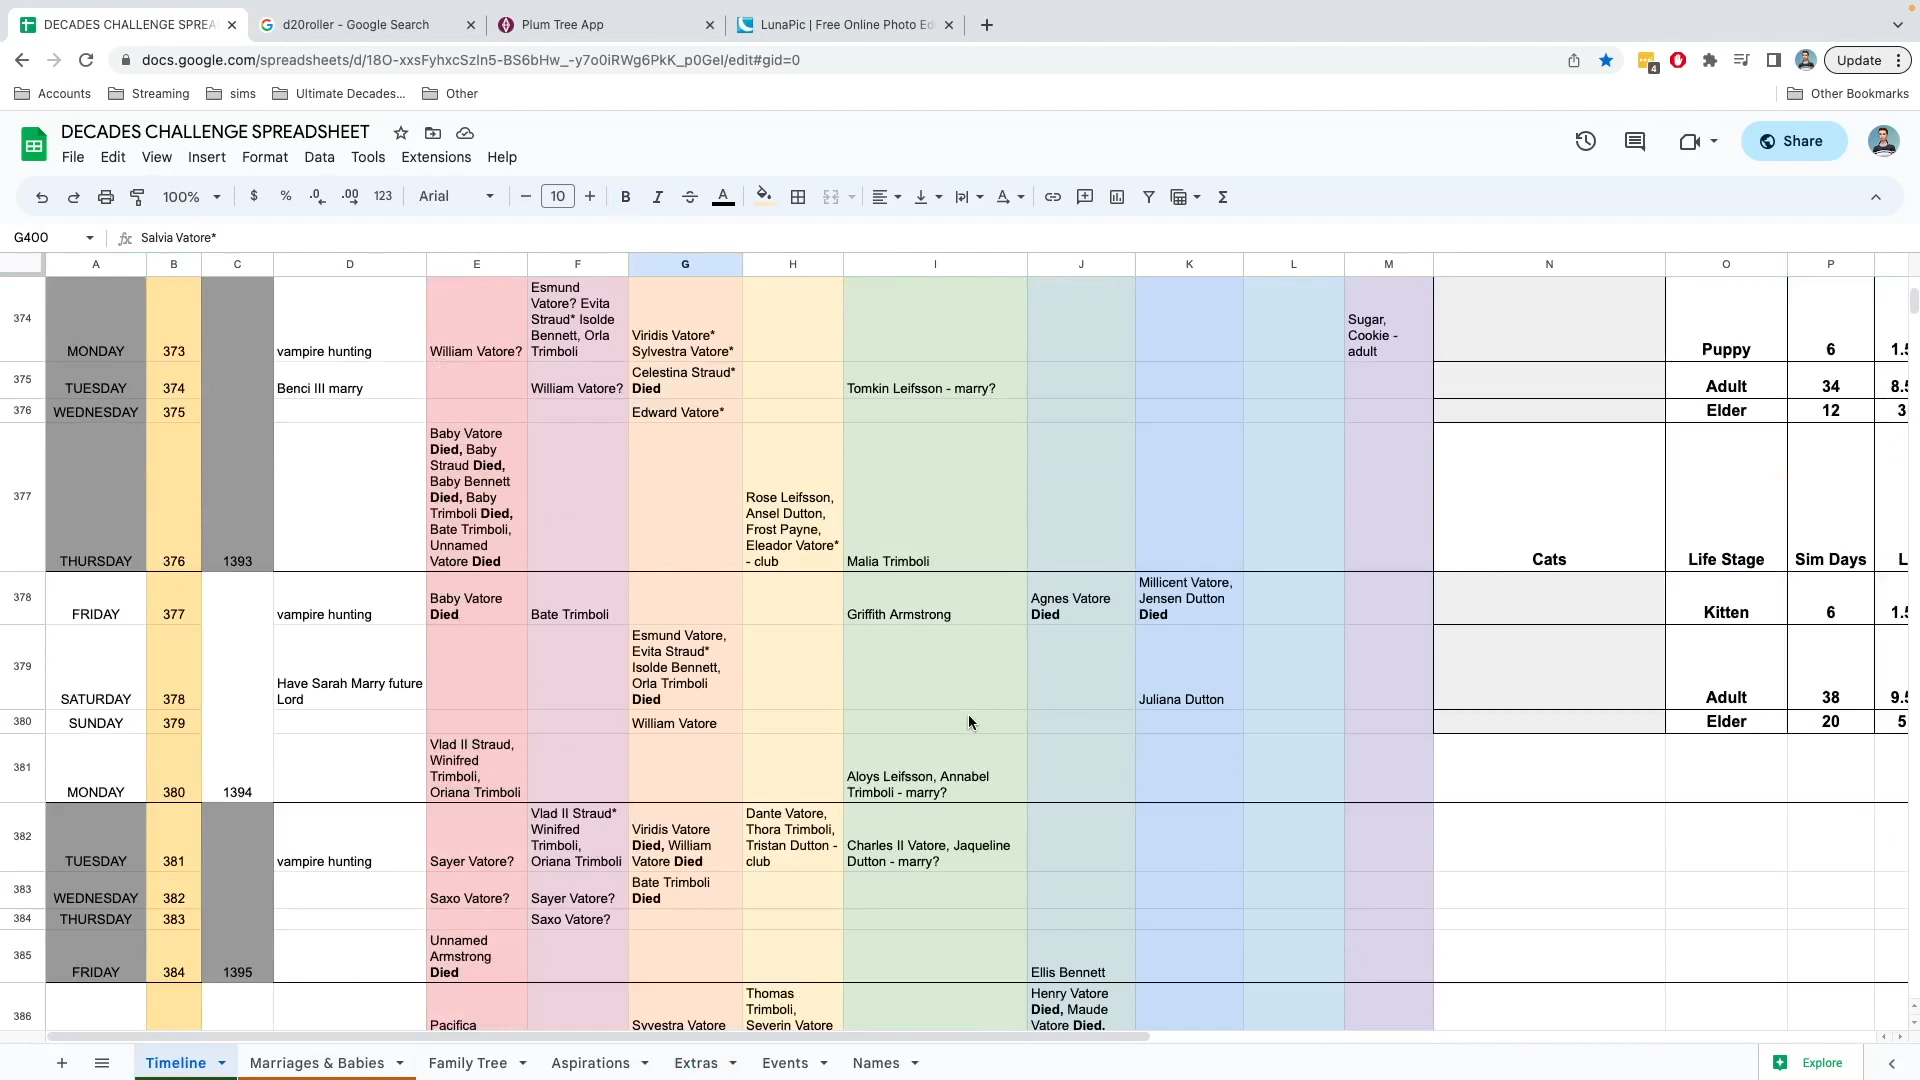 DECADES CHALLENGE SPREA
d20roller - Google Search
Plum Tree App
LunaPic | Free Online Photo Ed
docs.google.com/spreadsheets/d/18O-xxsFyhxcSzIn5-BS6bHw_-y7o0iRWg6PkK_p0GeI/edit#gid=0
4
Update
Accounts
Streaming
sims
Ultimate Decades...
Other
Other Bookmarks
DECADES CHALLENGE SPREADSHEET
Share
File Edit View Insert Format Data Tools Extensions Help
100% $ % .0 .00 123 Arial 10 B I A
G400
fx Salvia Vatore*
A B C D E F G H I J K L M N O P
374
MONDAY
373
vampire hunting
William Vatore?
Esmund
Vatore? Evita
Straud* Isolde
Bennett, Orla
Trimboli
Viridis Vatore*
Sylvestra Vatore*
Sugar,
Cookie -
adult
Puppy
6
1.5
375
TUESDAY
374
Benci III marry
William Vatore?
Celestina Straud*
Died
Tomkin Leifsson - marry?
Adult
34
8.5
376
WEDNESDAY
375
Edward Vatore*
Elder
12
3
377
THURSDAY
376
1393
Baby Vatore
Died, Baby
Straud Died,
Baby Bennett
Died, Baby
Trimboli Died,
Bate Trimboli,
Unnamed
Vatore Died
Rose Leifsson,
Ansel Dutton,
Frost Payne,
Eleador Vatore*
- club
Malia Trimboli
Cats
Life Stage
Sim Days
L
378
FRIDAY
377
vampire hunting
Baby Vatore
Died
Bate Trimboli
Griffith Armstrong
Agnes Vatore
Died
Millicent Vatore,
Jensen Dutton
Died
Kitten
6
1.5
379
SATURDAY
378
Have Sarah Marry future
Lord
Esmund Vatore,
Evita Straud*
Isolde Bennett,
Orla Trimboli
Died
Juliana Dutton
Adult
38
9.5
380
SUNDAY
379
William Vatore
Elder
20
5
381
MONDAY
380
1394
Vlad II Straud,
Winifred
Trimboli,
Oriana Trimboli
Aloys Leifsson, Annabel
Trimboli - marry?
382
TUESDAY
381
vampire hunting
Sayer Vatore?
Vlad II Straud*
Winifred
Trimboli,
Oriana Trimboli
Viridis Vatore
Died, William
Vatore Died
Dante Vatore,
Thora Trimboli,
Tristan Dutton -
club
Charles II Vatore, Jaqueline
Dutton - marry?
383
WEDNESDAY
382
Saxo Vatore?
Sayer Vatore?
Bate Trimboli
Died
384
THURSDAY
383
Saxo Vatore?
385
FRIDAY
384
1395
Unnamed
Armstrong
Died
Ellis Bennett
386
Pacifica
Syvestra Vatore
Thomas
Trimboli,
Severin Vatore
Henry Vatore
Died, Maude
Vatore Died.
Timeline
Marriages & Babies
Family Tree
Aspirations
Extras
Events
Names
Explore